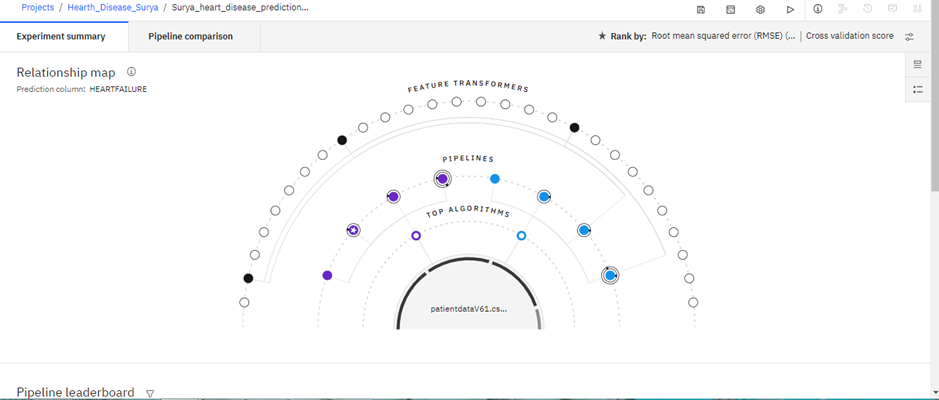 Projects / Hearth_Disease_Surya / Surya_heart_disease_prediction...
Experiment summary
Pipeline comparison
★ Rank by: Root mean squared error (RMSE) (... | Cross validation score
Relationship map
Prediction column: HEARTFAILURE
FEATURE TRANSFORMERS
PIPELINES
TOP ALGORITHMS
patientdataV61.cs...
Pipeline leaderboard